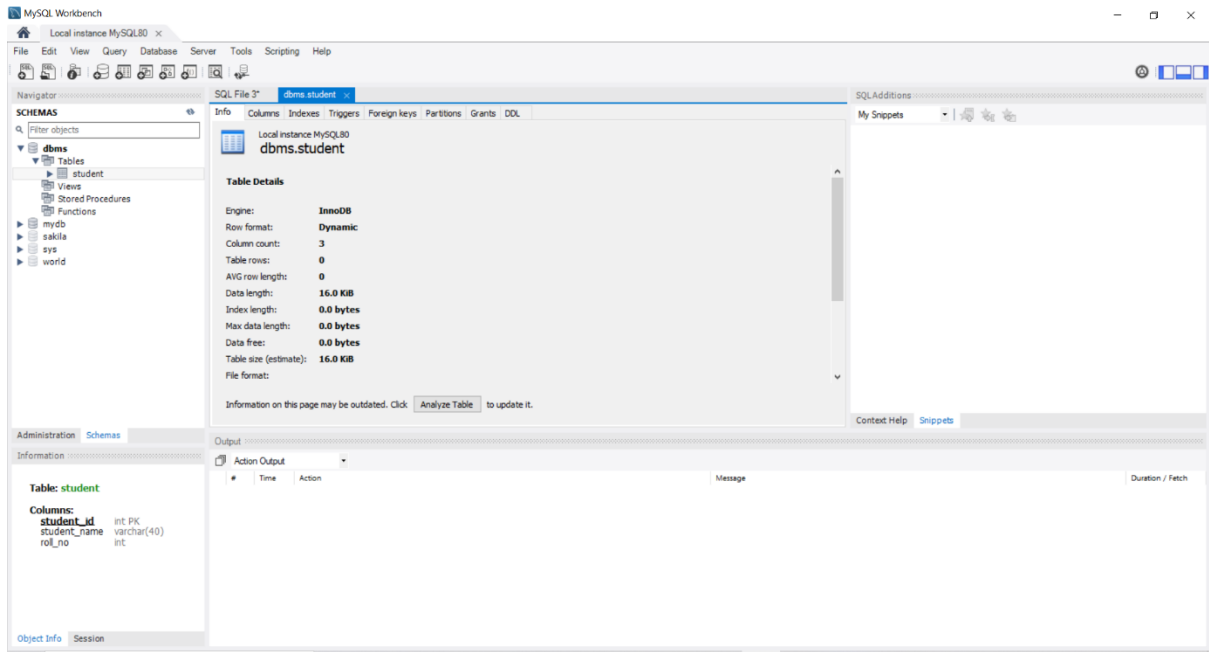 MySQL Workbench
Local instance MySQL80
File Edit View Query Database Server Tools Scripting Help
Navigator
SCHEMAS
Filter objects
dbms
Tables
student
Views
Stored Procedures
Functions
mydb
sakila
sys
world
Administration Schemas
Information
Table: student
Columns:
student_id int PK
student_name varchar(40)
roll_no int
Object Info Session
SQL File 3* dbms.student
Info Columns Indexes Triggers Foreign keys Partitions Grants DDL
Local instance MySQL80
dbms.student
Table Details
Engine: InnoDB
Row format: Dynamic
Column count: 3
Table rows: 0
AVG row length: 0
Data length: 16.0 KiB
Index length: 0.0 bytes
Max data length: 0.0 bytes
Data free: 0.0 bytes
Table size (estimate): 16.0 KiB
File format:
Information on this page may be outdated. Click Analyze Table to update it.
SQLAdditions
My Snippets
Context Help Snippets
Output
Action Output
# Time Action Message Duration / Fetch